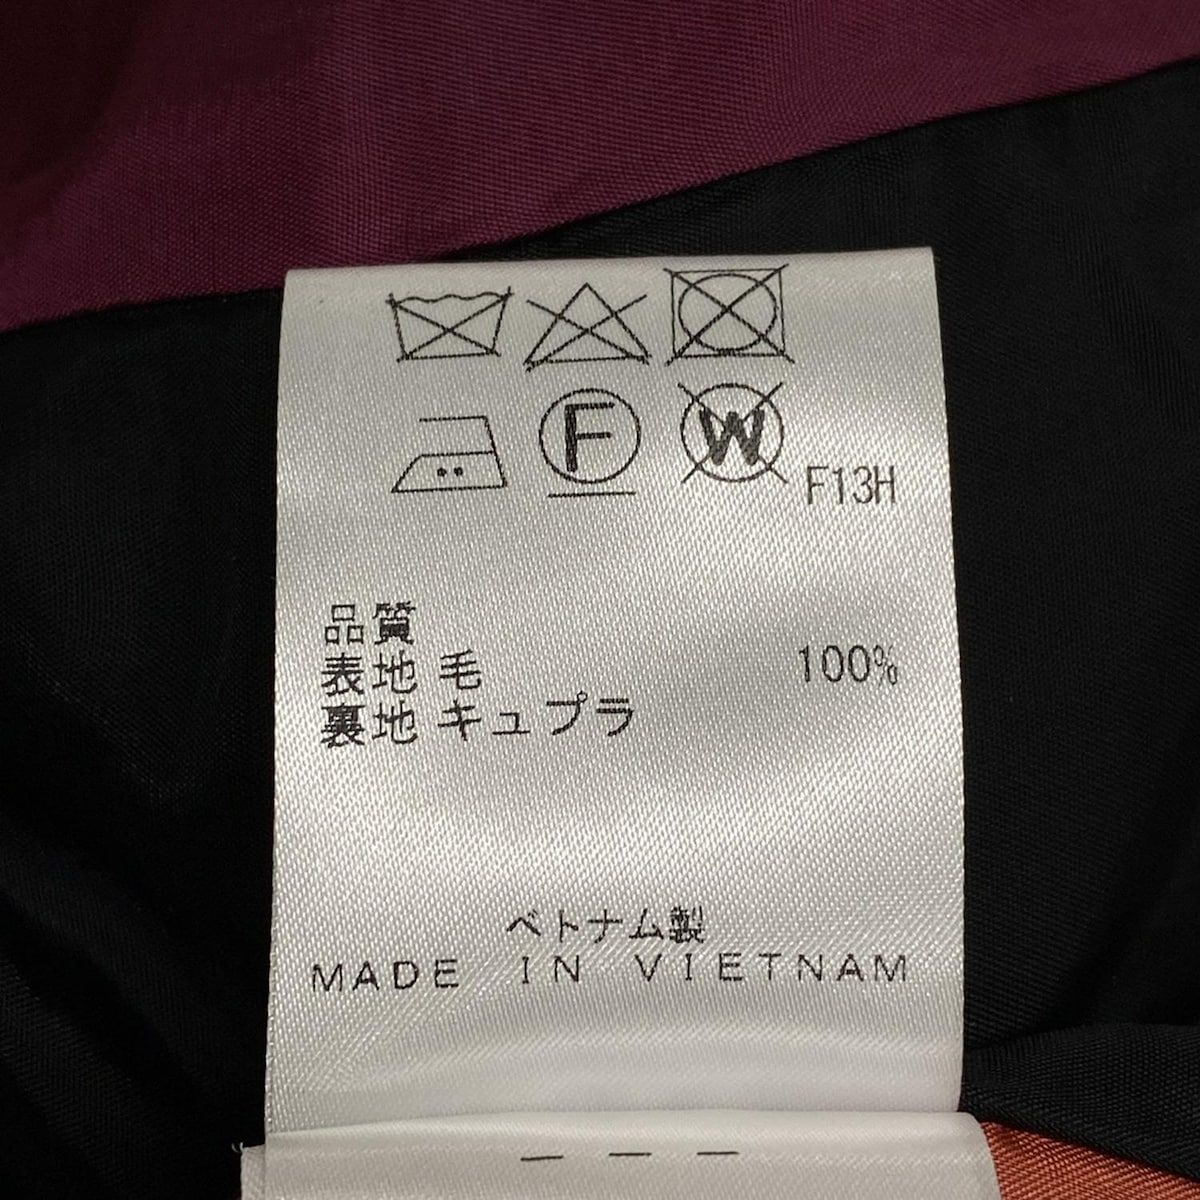 F W F13H
品質
表地 毛 100%
裏地 キュプラ
ベトナム製
MADE IN VIETNAM